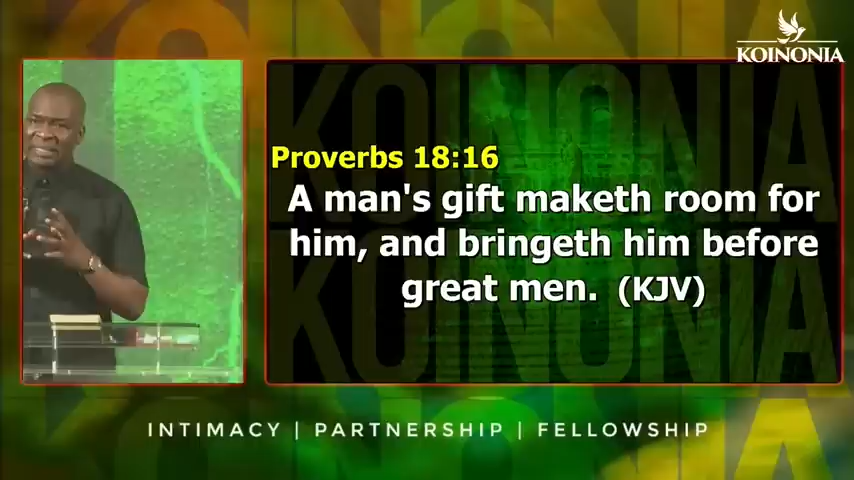 KOINONIA
Proverbs 18:16
A man's gift maketh room for
him, and bringeth him before
great men. (KJV)
INTIMACY | PARTNERSHIP | FELLOWSHIP